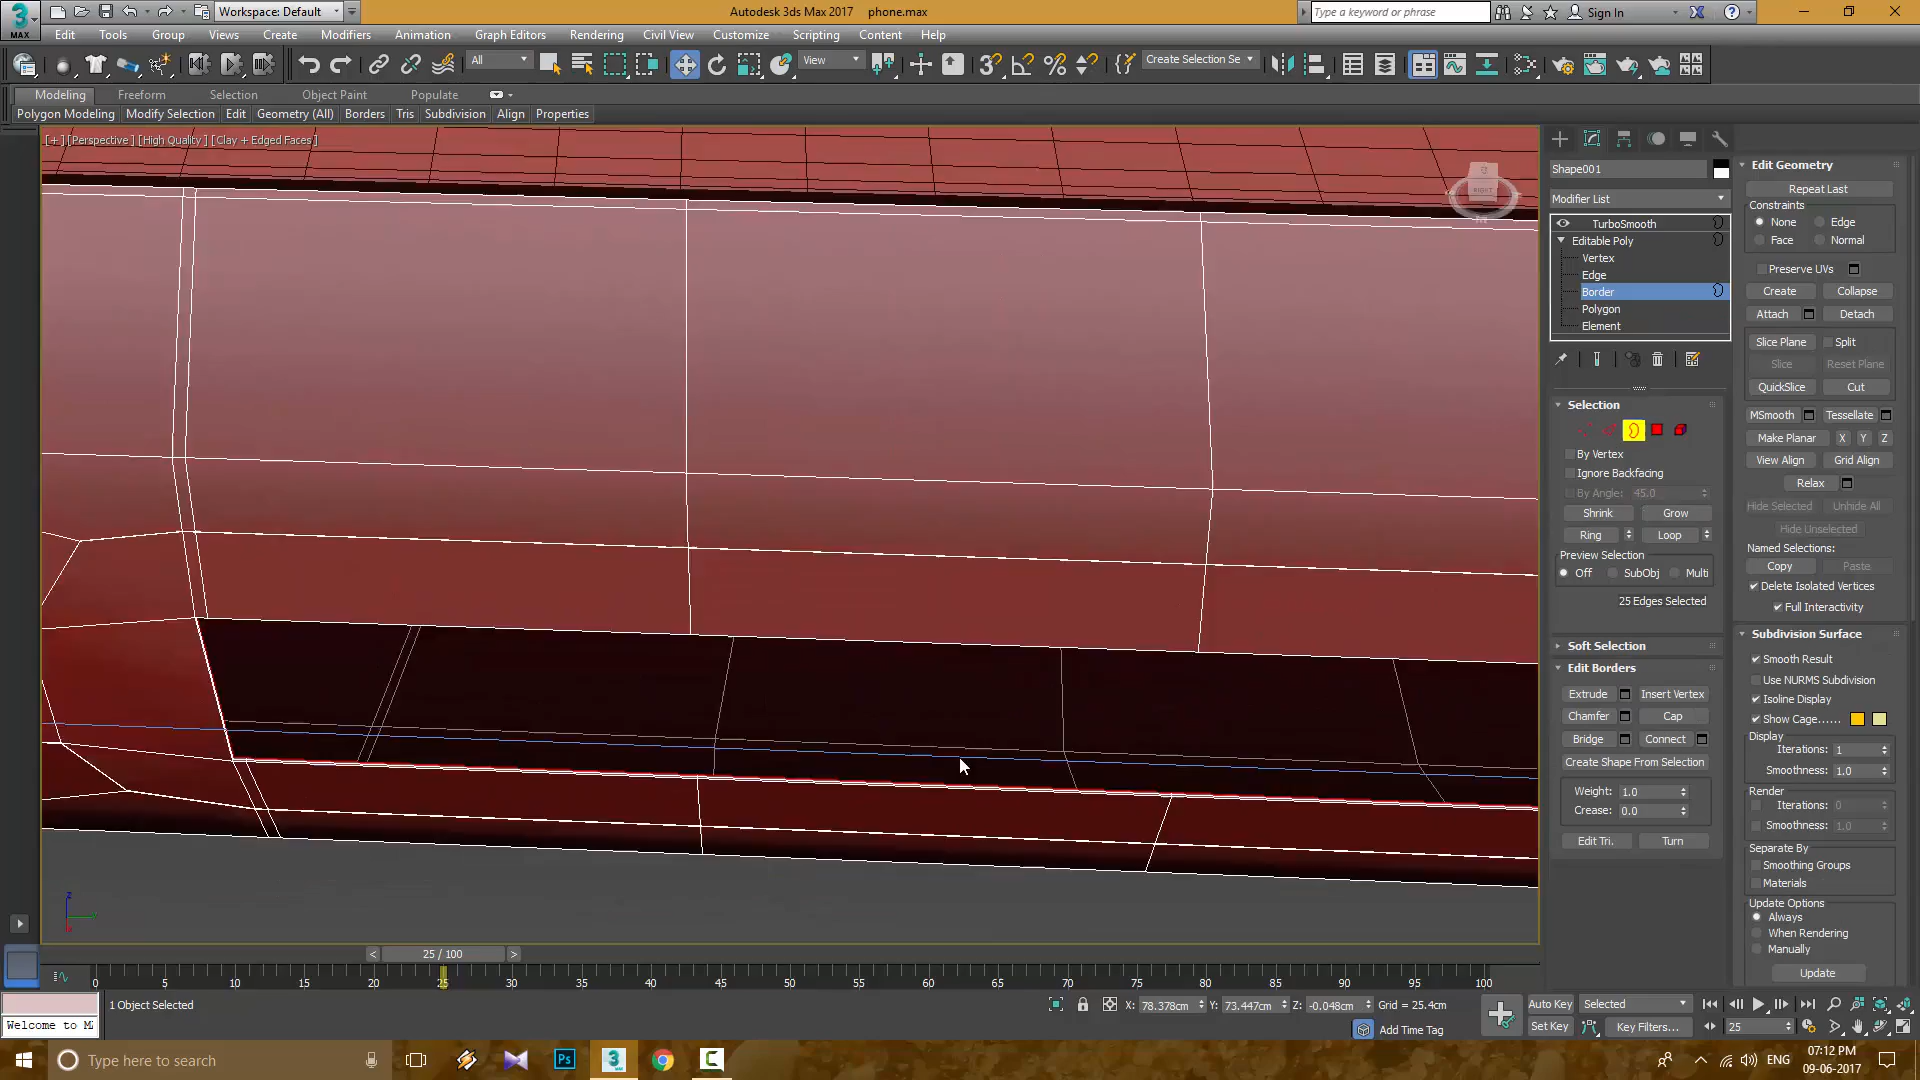 Workspace: Default
Autodesk 3ds Max 2017 phone.max
Type a keyword or phrase
Sign In
MAX
Edit Tools Group Views Create Modifiers Animation Graph Editors Rendering Civil View Customize Scripting Content Help
All
View
Create Selection Se
Modeling Freeform Selection Object Paint Populate
Polygon Modeling Modify Selection Edit Geometry (All) Borders Tris Subdivision Align Properties
[+] [Perspective] [High Quality] [Clay + Edged Faces]
RIGHT
Shape001
Modifier List
TurboSmooth
Editable Poly
Vertex
Edge
Border
Polygon
Element
Selection
By Vertex
Ignore Backfacing
By Angle: 45.0
Shrink Grow
Ring Loop
Preview Selection
Off SubObj Multi
25 Edges Selected
Soft Selection
Edit Borders
Extrude Insert Vertex
Chamfer Cap
Bridge Connect
Create Shape From Selection
Weight: 1.0
Crease: 0.0
Edit Tri. Turn
Edit Geometry
Repeat Last
Constraints
None Edge
Face Normal
Preserve UVs
Create Collapse
Attach Detach
Slice Plane Split
Slice Reset Plane
QuickSlice Cut
MSmooth Tessellate
Make Planar X Y Z
View Align Grid Align
Relax
Hide Selected Unhide All
Hide Unselected
Named Selections:
Copy Paste
Delete Isolated Vertices
Full Interactivity
Subdivision Surface
Smooth Result
Use NURMS Subdivision
Isoline Display
Show Cage......
Display
Iterations: 1
Smoothness: 1.0
Render
Iterations: 0
Smoothness: 1.0
Separate By
Smoothing Groups
Materials
Update Options
Always
When Rendering
Manually
Update
z
< 25 / 100 >
0 5 10 15 20 25 30 35 40 45 50 55 60 65 70 75 80 85 90 95 100
1 Object Selected
X: 78.378cm Y: 73.447cm Z: -0.048cm Grid = 25.4cm
Add Time Tag
Auto Key Selected
Set Key Key Filters... 25
Welcome to M
Type here to search
Ps
3
ENG
07:12 PM
09-06-2017